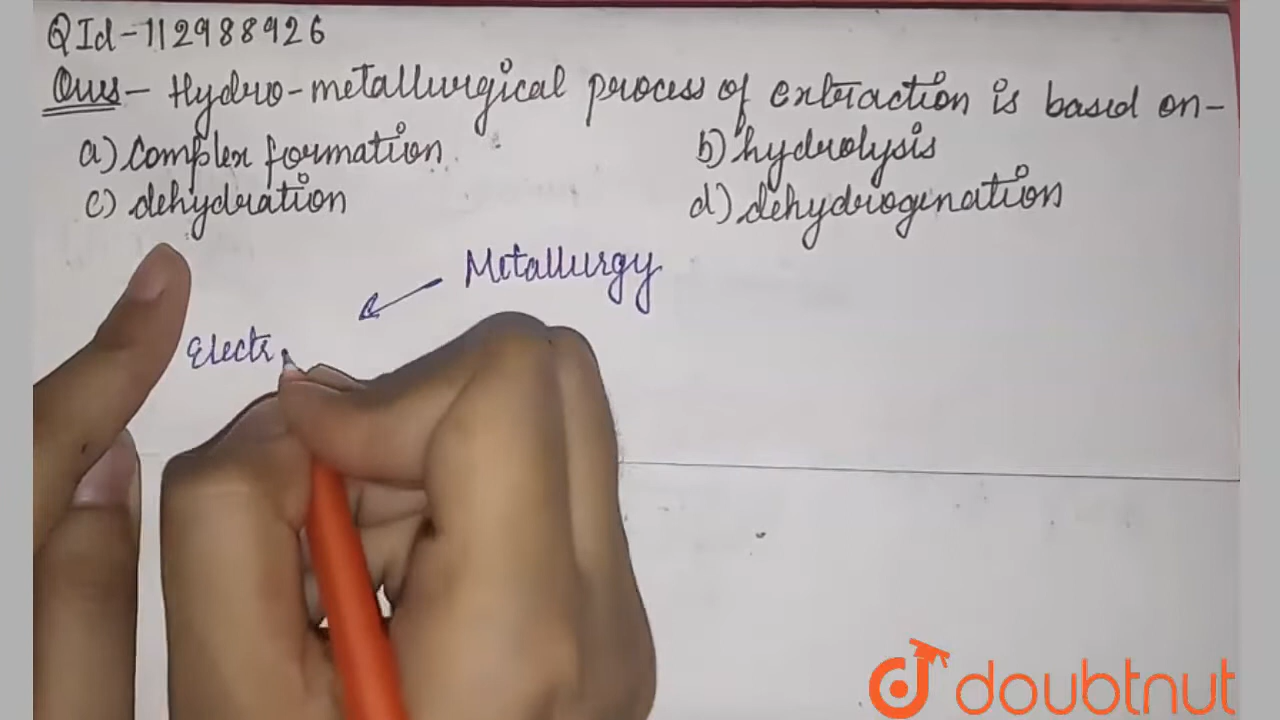 QId-112988926
Ques- Hydro-metallurgical process of extraction is based on-
a) Complex formation b) hydrolysis
c) dehydration d) dehydrogenation
Metallurgy
Electr
doubtnut